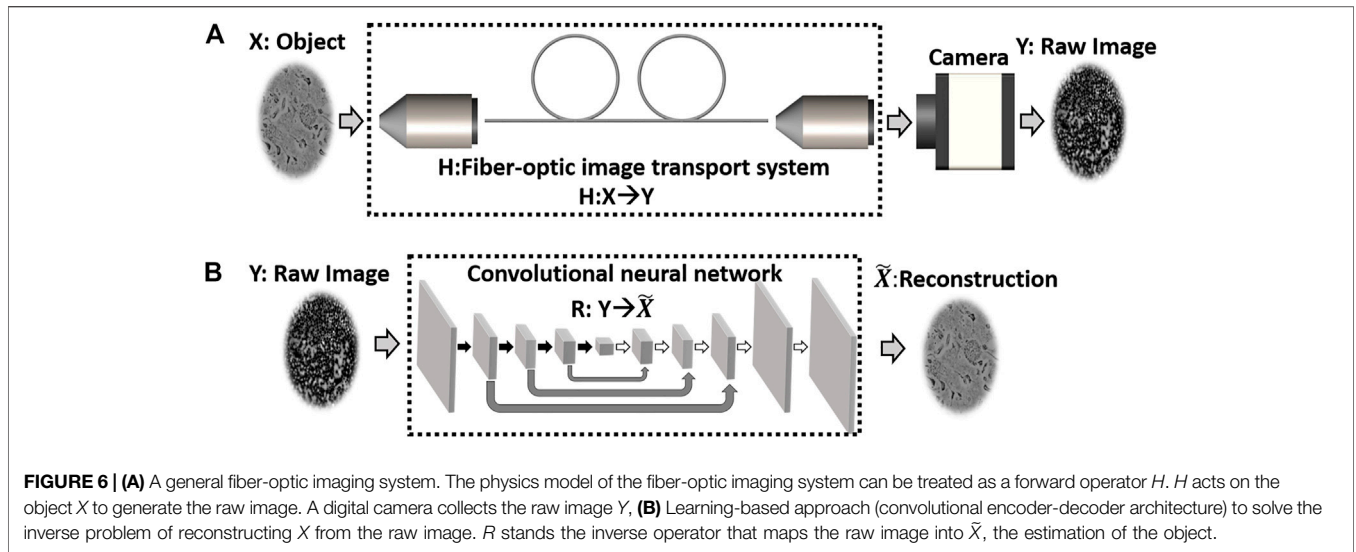 A
X: Object
Camera
Y: Raw Image
H:Fiber-optic image transport system
H:X→Y
B
Y: Raw Image
Convolutional neural network
R: Y→X̃
X̃:Reconstruction
FIGURE 6 | (A) A general fiber-optic imaging system. The physics model of the fiber-optic imaging system can be treated as a forward operator H. H acts on the
object X to generate the raw image. A digital camera collects the raw image Y, (B) Learning-based approach (convolutional encoder-decoder architecture) to solve the
inverse problem of reconstructing X from the raw image. R stands the inverse operator that maps the raw image into X̃, the estimation of the object.